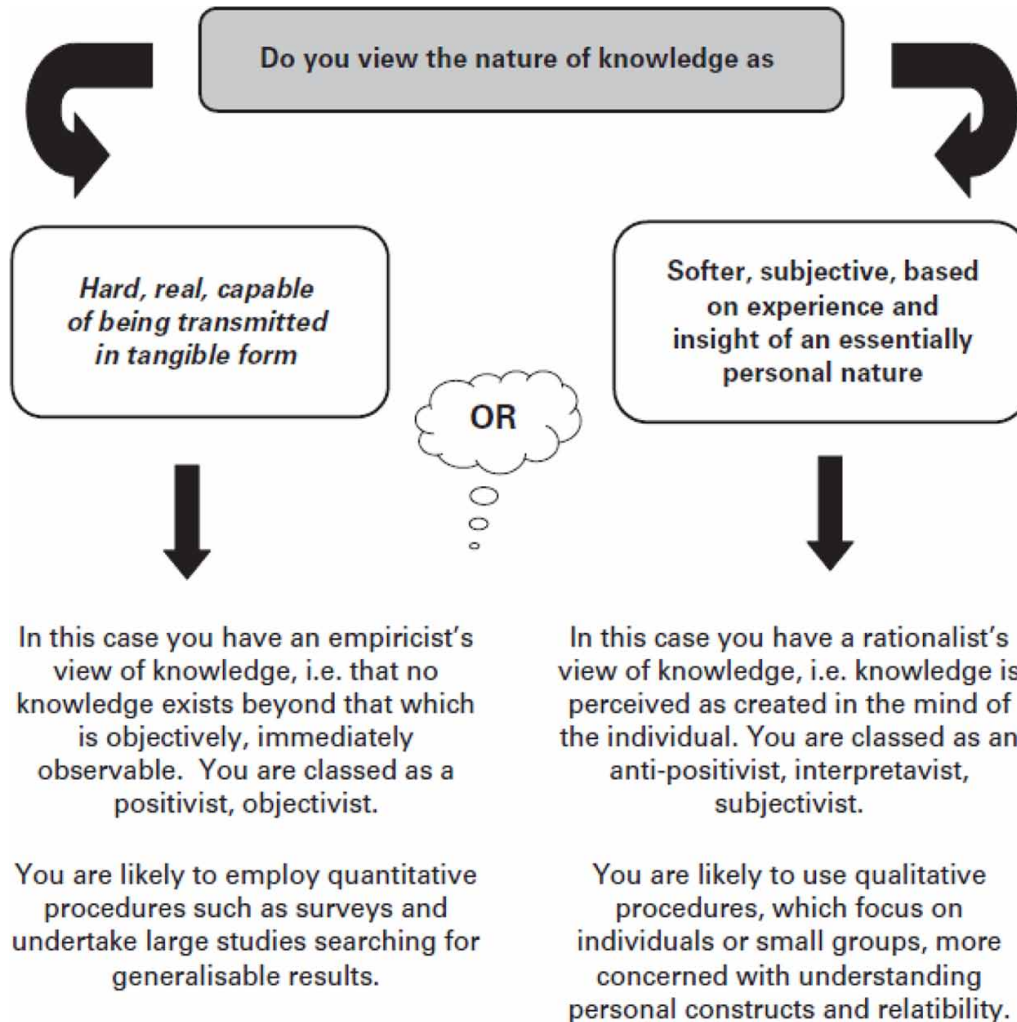 Do you view the nature of knowledge as
Hard, real, capable
of being transmitted
in tangible form
OR
Softer, subjective, based
on experience and
insight of an essentially
personal nature
In this case you have an empiricist's
view of knowledge, i.e. that no
knowledge exists beyond that which
is objectively, immediately
observable. You are classed as a
positivist, objectivist.
You are likely to employ quantitative
procedures such as surveys and
undertake large studies searching for
generalisable results.
In this case you have a rationalist's
view of knowledge, i.e. knowledge is
perceived as created in the mind of
the individual. You are classed as an
anti-positivist, interpretavist,
subjectivist.
You are likely to use qualitative
procedures, which focus on
individuals or small groups, more
concerned with understanding
personal constructs and relatibility.